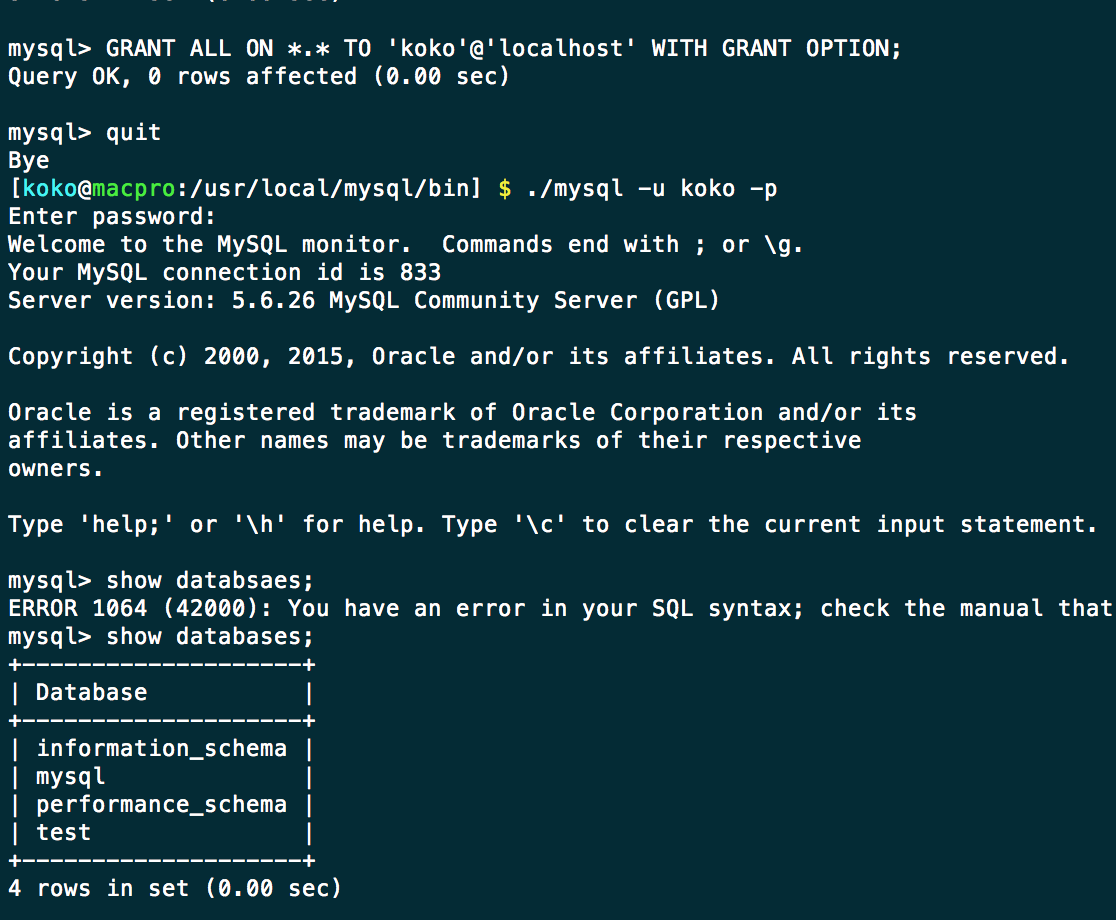 mysql> GRANT ALL ON *.* TO 'koko'@'localhost' WITH GRANT OPTION;
Query OK, 0 rows affected (0.00 sec)
mysql> quit
Bye
[koko@macpro:/usr/local/mysql/bin] $ ./mysql -u koko -p
Enter password:
Welcome to the MySQL monitor.  Commands end with ; or \g.
Your MySQL connection id is 833
Server version: 5.6.26 MySQL Community Server (GPL)
Copyright (c) 2000, 2015, Oracle and/or its affiliates. All rights reserved.
Oracle is a registered trademark of Oracle Corporation and/or its
affiliates. Other names may be trademarks of their respective
owners.
Type 'help;' or '\h' for help. Type '\c' to clear the current input statement.
mysql> show databsaes;
ERROR 1064 (42000): You have an error in your SQL syntax; check the manual that
mysql> show databases;
+--------------------+
| Database           |
+--------------------+
| information_schema |
| mysql              |
| performance_schema |
| test               |
+--------------------+
4 rows in set (0.00 sec)